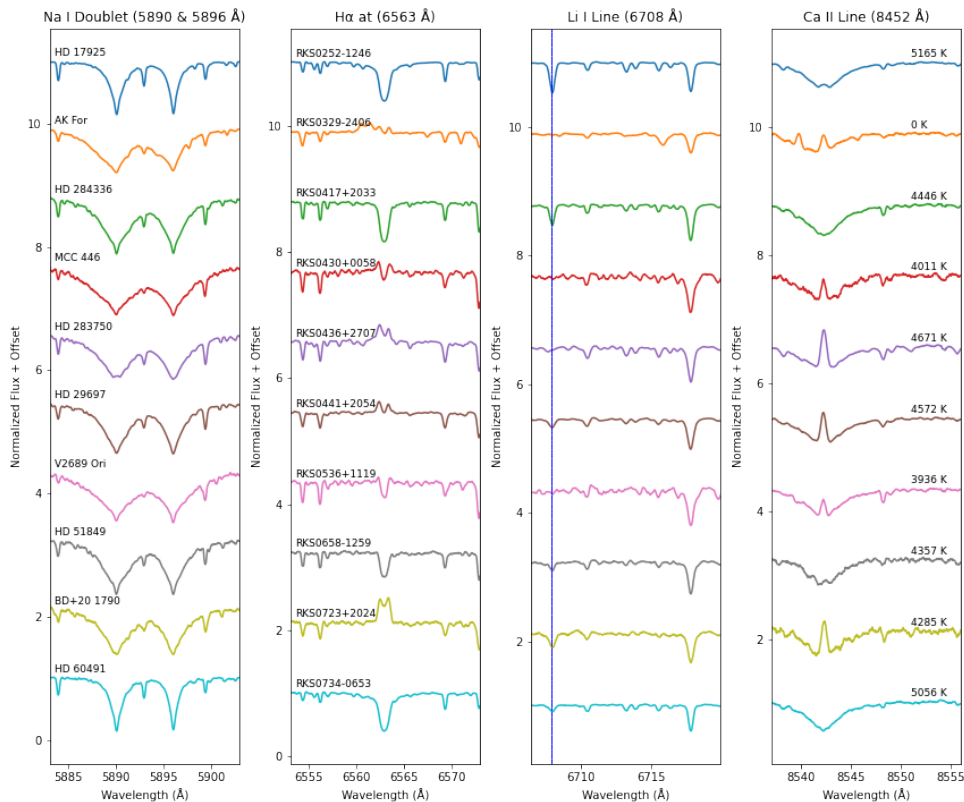 Na I Doublet (5890 & 5896 Å)
Normalized Flux + Offset
10
8
6
4
2
0
HD 17925
AK For
HD 284336
MCC 446
HD 283750
HD 29697
V2689 Ori
HD 51849
BD+20 1790
HD 60491
5885 5890 5895 5900
Wavelength (Å)
Hα at (6563 Å)
Normalized Flux + Offset
10
8
6
4
2
0
RKS0252-1246
RKS0329-2406
RKS0417+2033
RKS0430+0058
RKS0436+2707
RKS0441+2054
RKS0536+1119
RKS0658-1259
RKS0723+2024
RKS0734-0653
6555 6560 6565 6570
Wavelength (Å)
Li I Line (6708 Å)
Normalized Flux + Offset
10
8
6
4
2
6710 6715
Wavelength (Å)
Ca II Line (8452 Å)
Normalized Flux + Offset
10
8
6
4
2
5165 K
0 K
4446 K
4011 K
4671 K
4572 K
3936 K
4357 K
4285 K
5056 K
8540 8545 8550 8555
Wavelength (Å)